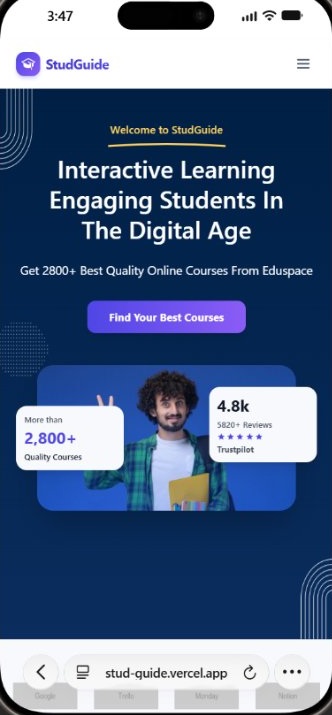 3:47
StudGuide
Welcome to StudGuide
Interactive Learning
Engaging Students In
The Digital Age
Get 2800+ Best Quality Online Courses From Eduspace
Find Your Best Courses
More than
2,800+
Quality Courses
4.8k
5820+ Reviews
★★★★★
Trustpilot
stud-guide.vercel.app
Google
Trello
Monday
Notion